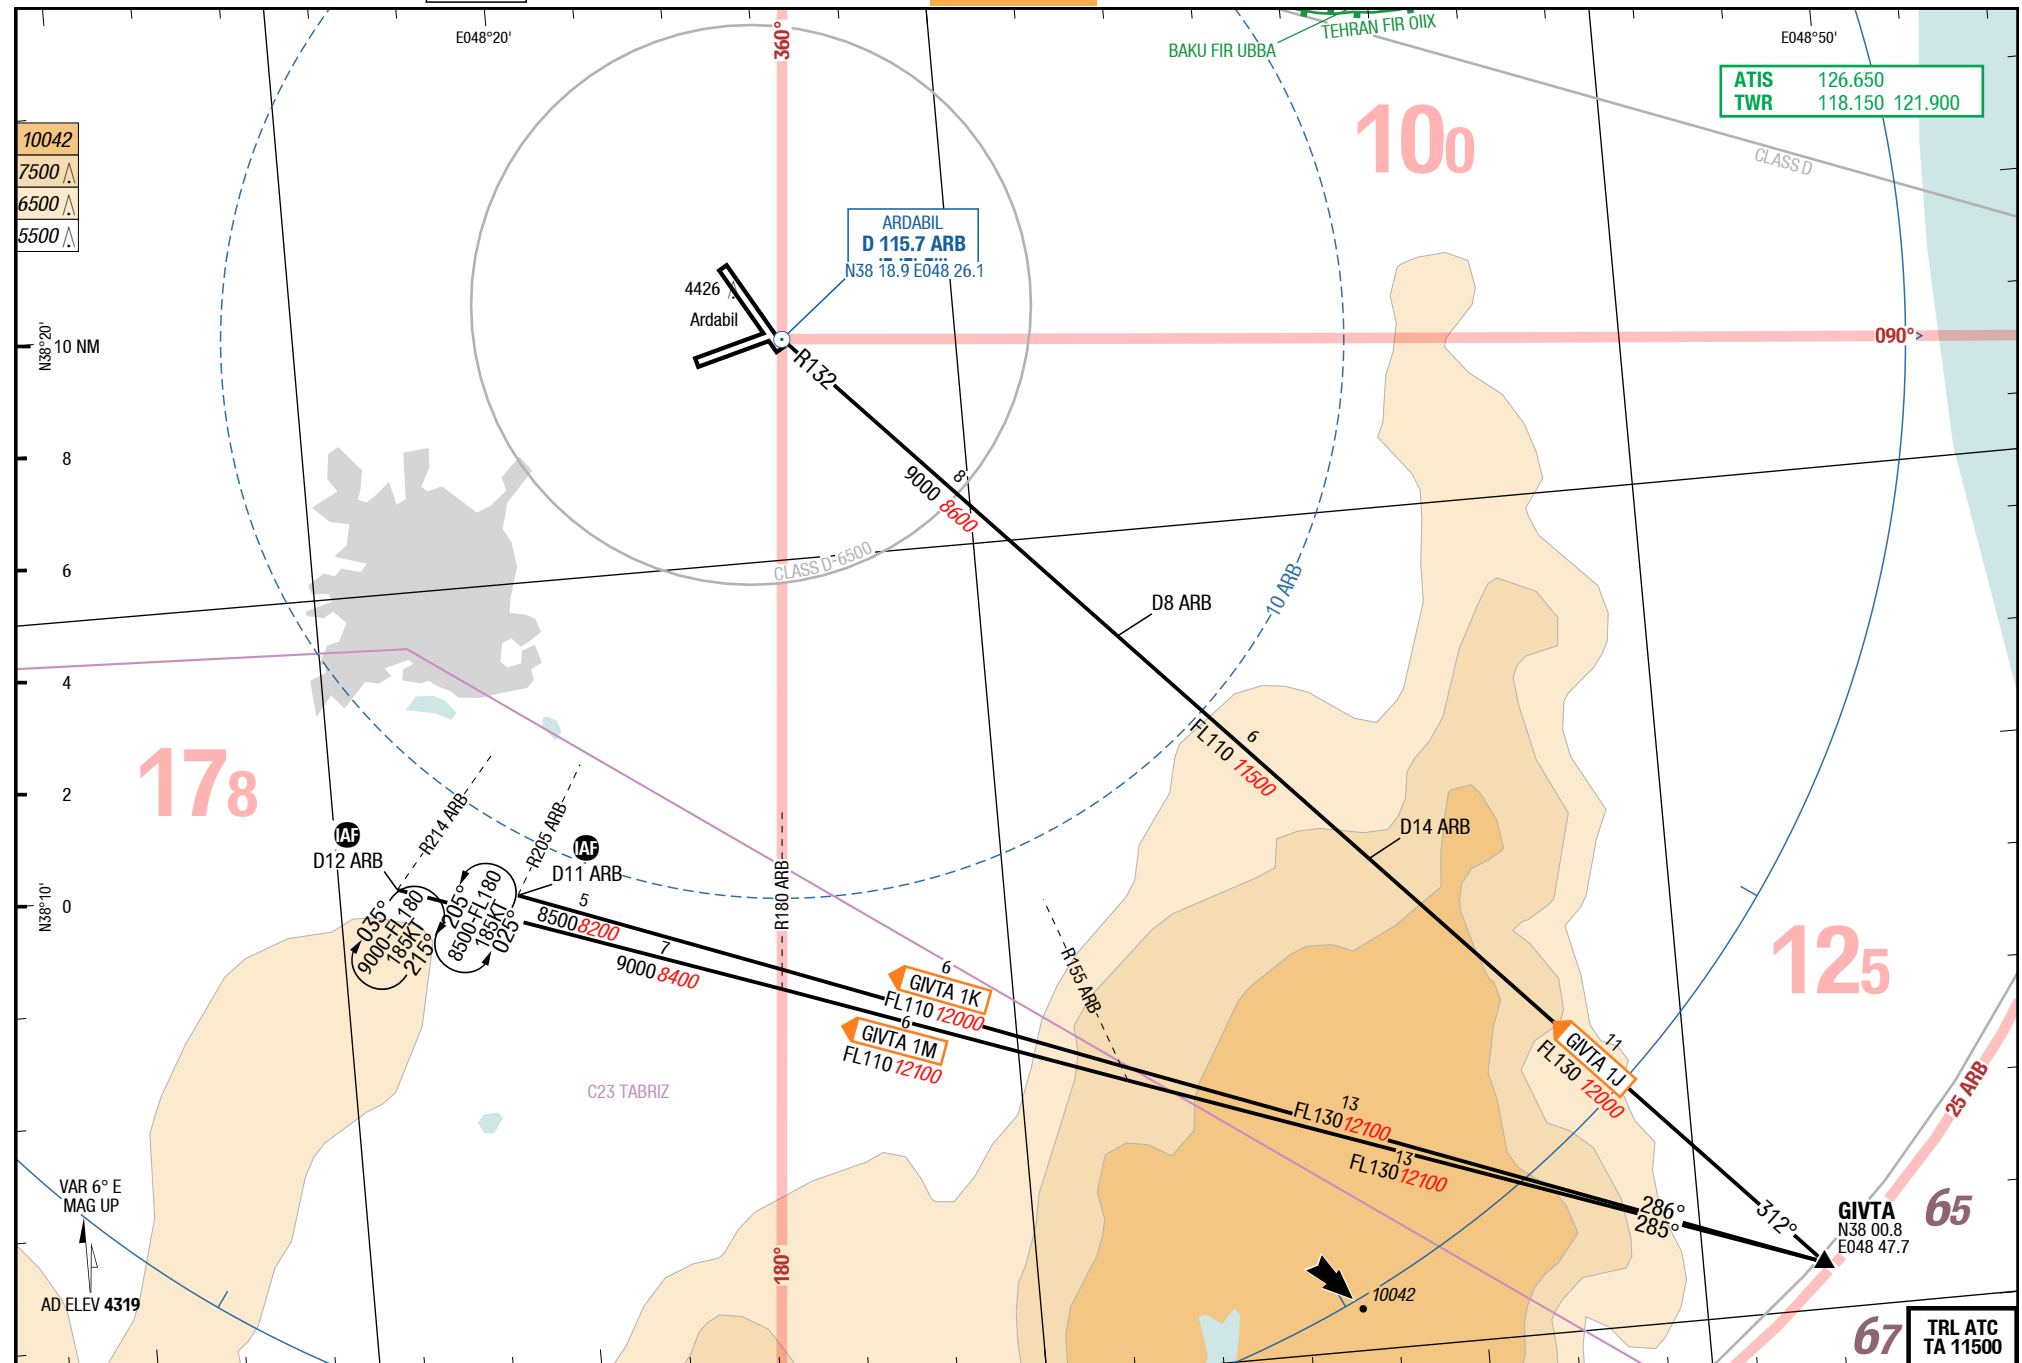 E048°20'
360°
BAKU FIR UBBA
TEHRAN FIR OIIX
E048°50'
ATIS 126.650
TWR 118.150 121.900
10042
7500
6500
5500
100
CLASS D
ARDABIL
D 115.7 ARB
N38 18.9 E048 26.1
4426
Ardabil
N38°20'
10 NM
090°
R132
8
9000 8600
8
6
4
2
0
CLASS D-6500
10 ARB
D8 ARB
6
FL110 11500
178
D14 ARB
IAF
D12 ARB
R214 ARB
R205 ARB
IAF
D11 ARB
N38°10'
R180 ARB
035°
9000-FL180
185KT
215°
205°
8500-FL180
185KT
025°
5
8500 8200
7
9000 8400
6
GIVTA 1K
FL110 12000
6
GIVTA 1M
FL110 12100
R155 ARB
125
11
GIVTA 1J
FL130 12000
C23 TABRIZ
13
FL130 12100
13
FL130 12100
25 ARB
286°
285°
312°
GIVTA
N38 00.8
E048 47.7
65
VAR 6° E
MAG UP
AD ELEV 4319
180°
10042
67
TRL ATC
TA 11500